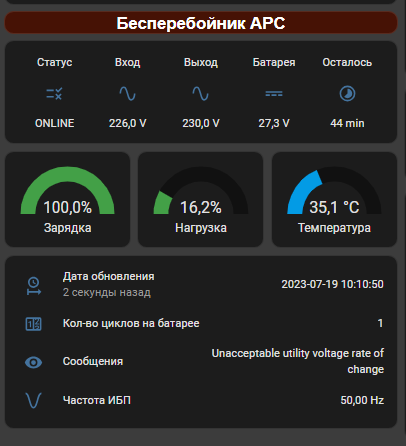 Бесперебойник APC
Статус Вход Выход Батарея Осталось
ONLINE 226,0 V 230,0 V 27,3 V 44 min
100,0% 16,2% 35,1 °C
Зарядка Нагрузка Температура
Дата обновления
2 секунды назад
2023-07-19 10:10:50
Кол-во циклов на батарее 1
Сообщения
Unacceptable utility voltage rate of
change
Частота ИБП 50,00 Hz